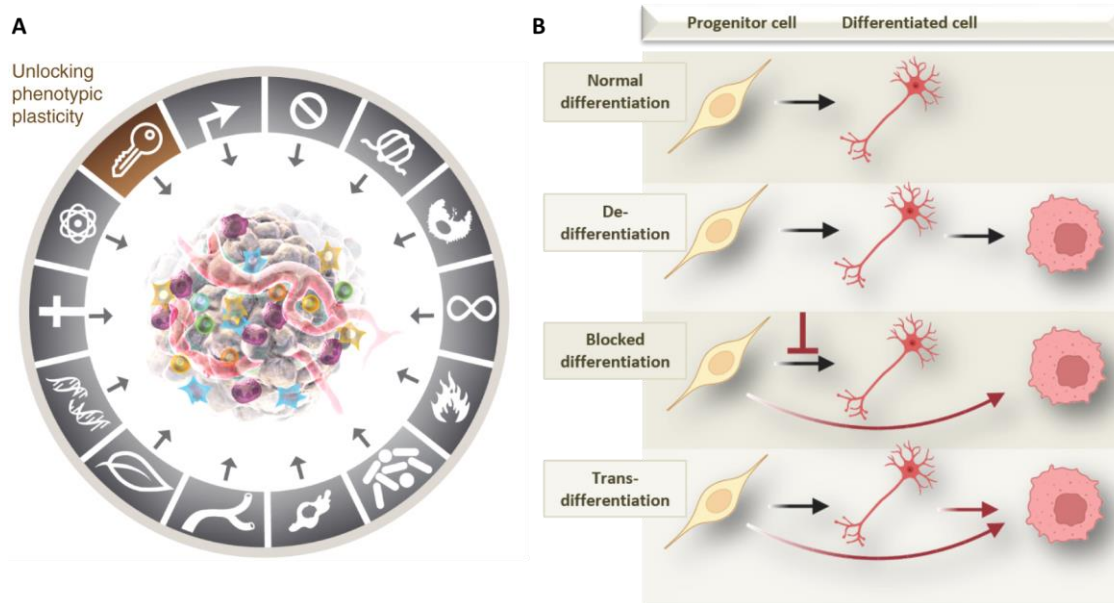 A
Unlocking
phenotypic
plasticity
B
Progenitor cell
Differentiated cell
Normal
differentiation
De-
differentiation
Blocked
differentiation
Trans-
differentiation